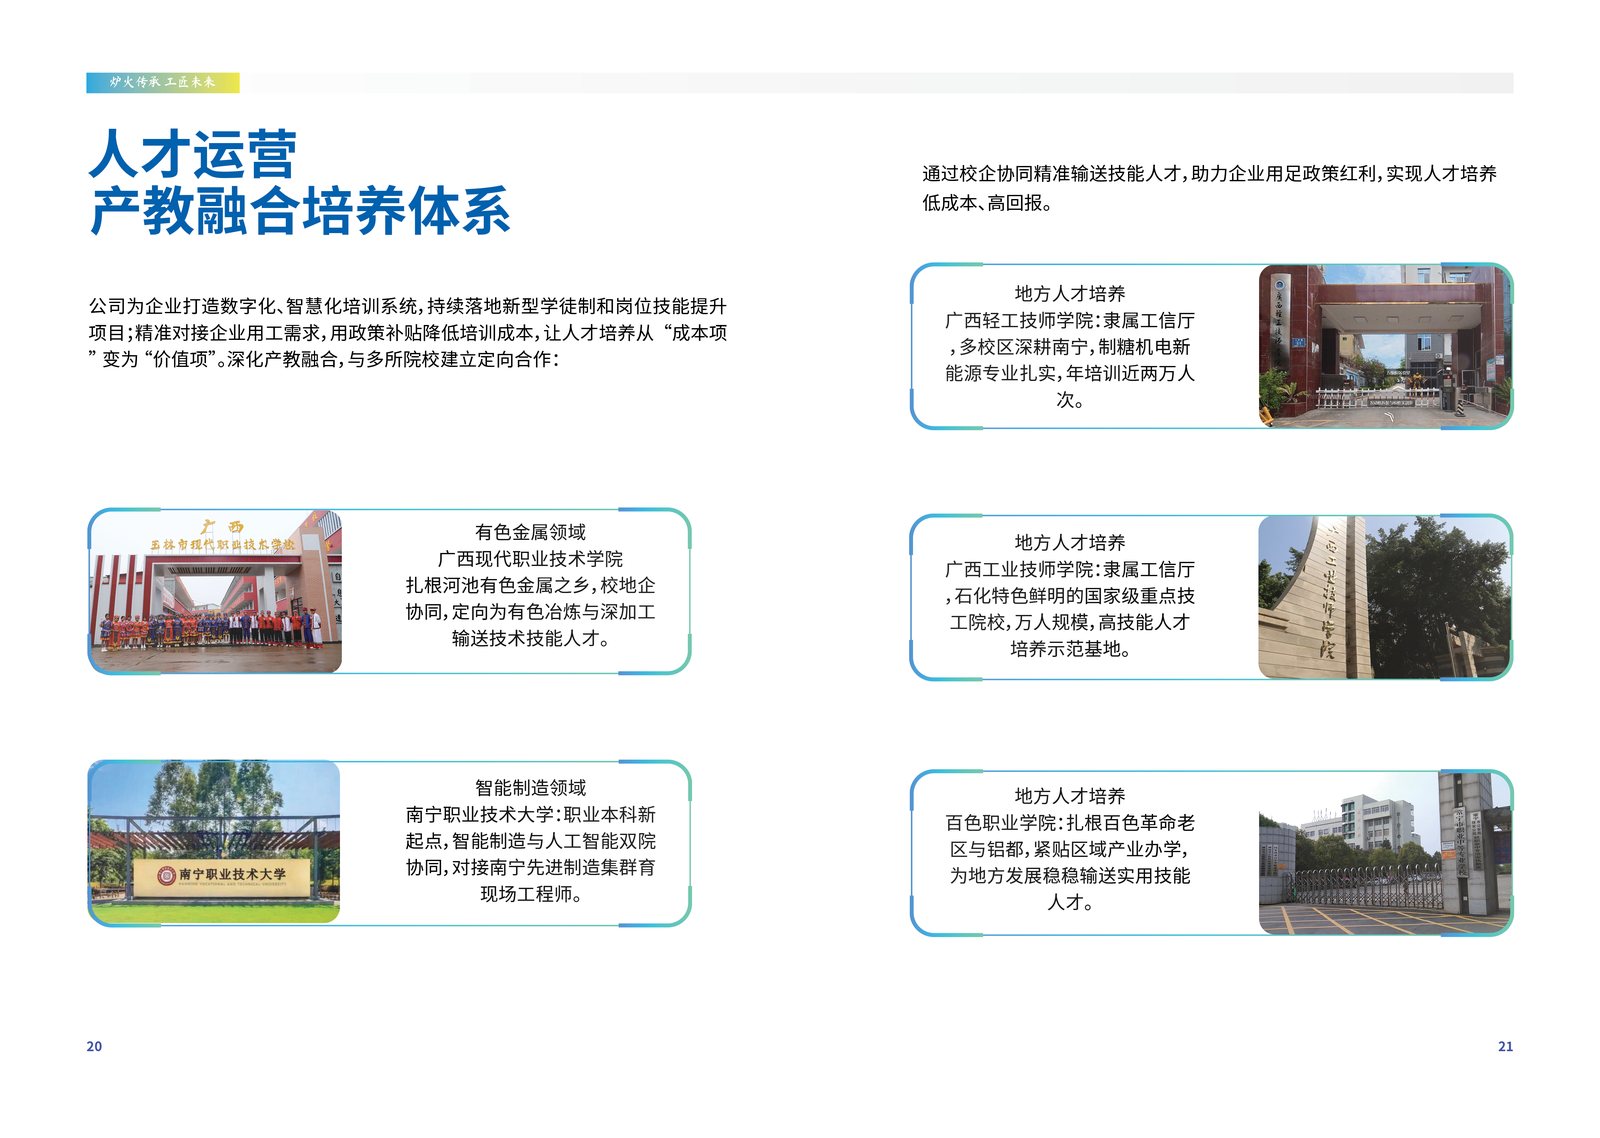 炉火传承 工匠未来
人才运营
产教融合培养体系
公司为企业打造数字化、智慧化培训系统，持续落地新型学徒制和岗位技能提升
项目；精准对接企业用工需求，用政策补贴降低培训成本，让人才培养从“成本项
”变为“价值项”。深化产教融合，与多所院校建立定向合作：
广西
玉林市现代职业技术学校
有色金属领域
广西现代职业技术学院
扎根河池有色金属之乡，校地企
协同，定向为有色冶炼与深加工
输送技术技能人才。
南宁职业技术大学
NANNING VOCATIONAL AND TECHNICAL UNIVERSITY
智能制造领域
南宁职业技术大学：职业本科新
起点，智能制造与人工智能双院
协同，对接南宁先进制造集群育
现场工程师。
20
通过校企协同精准输送技能人才，助力企业用足政策红利，实现人才培养
低成本、高回报。
地方人才培养
广西轻工技师学院：隶属工信厅
，多校区深耕南宁，制糖机电新
能源专业扎实，年培训近两万人
次。
地方人才培养
广西工业技师学院：隶属工信厅
，石化特色鲜明的国家级重点技
工院校，万人规模，高技能人才
培养示范基地。
西工业技师学院
地方人才培养
百色职业学院：扎根百色革命老
区与铝都，紧贴区域产业办学，
为地方发展稳稳输送实用技能
人才。
21